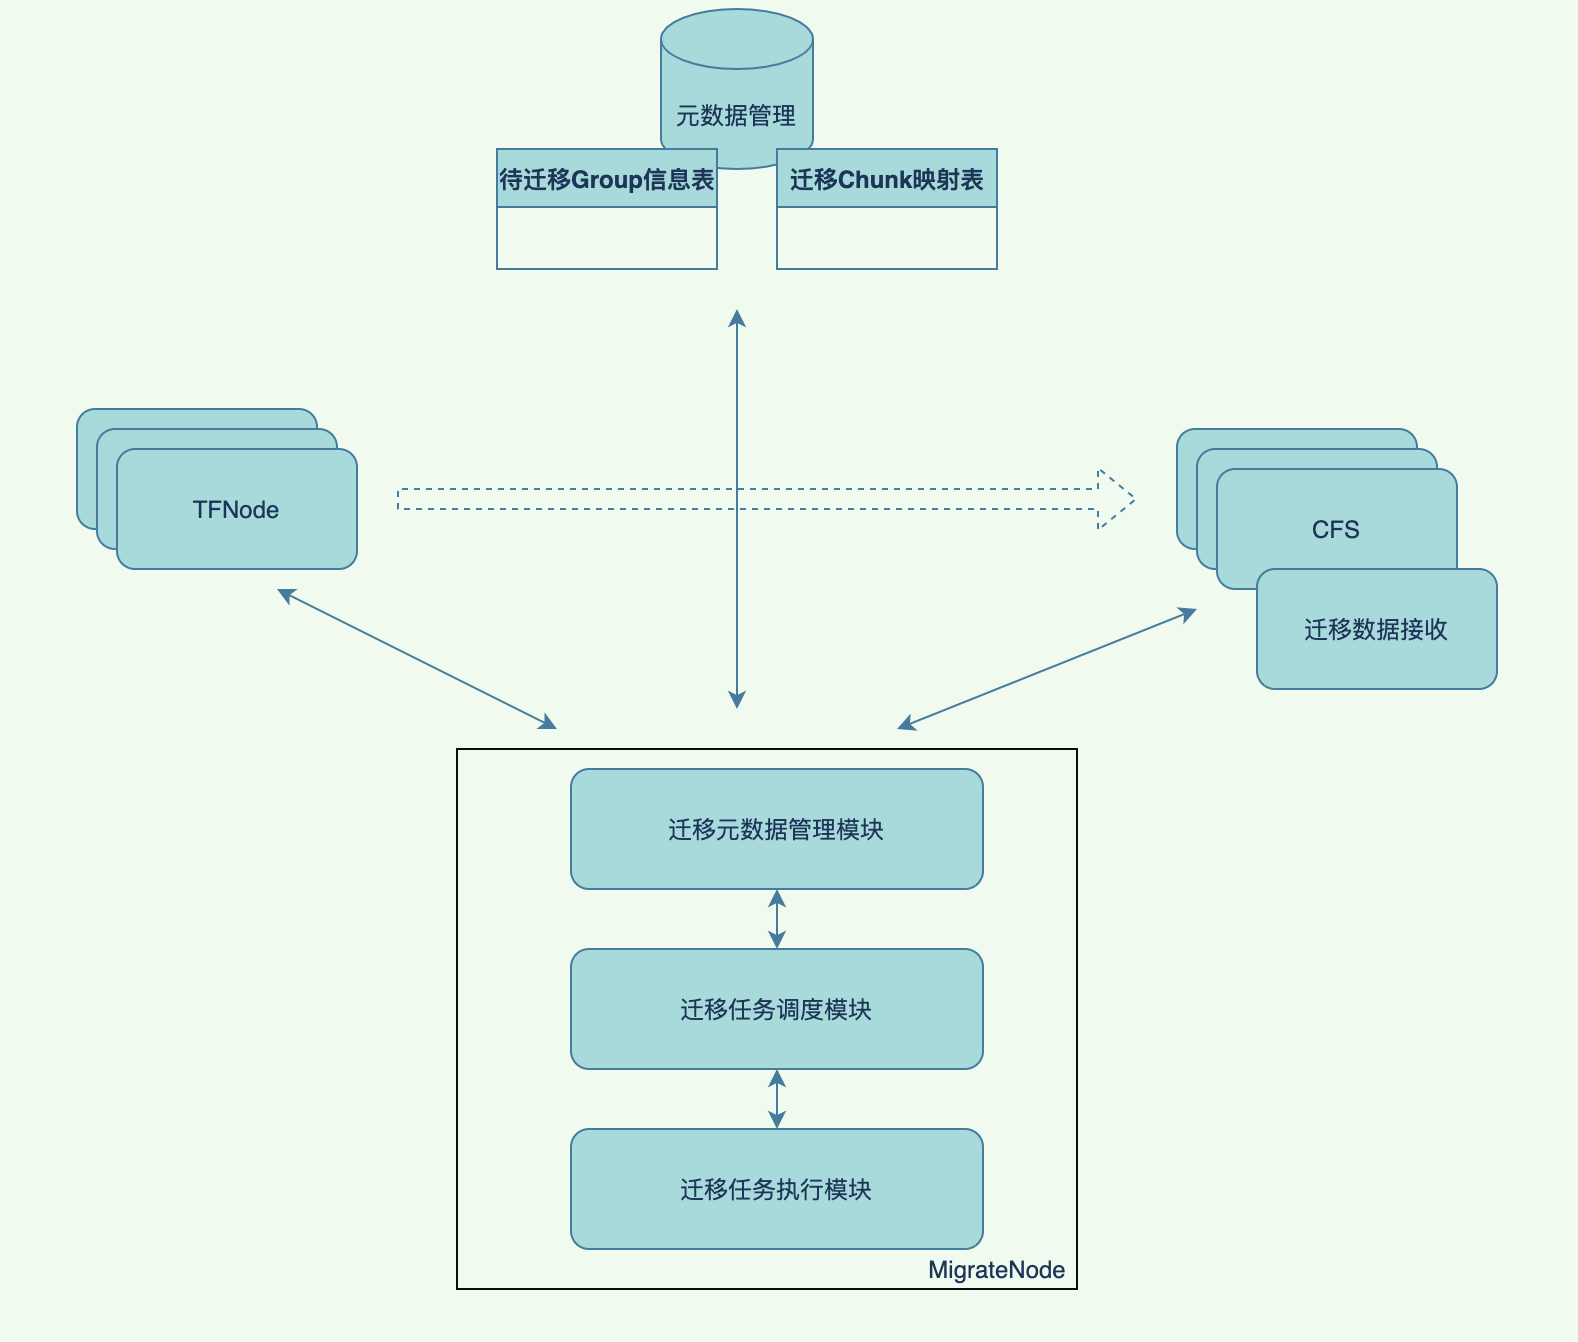 元数据管理
待迁移Group信息表
迁移Chunk映射表
TFNode
CFS
迁移数据接收
迁移元数据管理模块
迁移任务调度模块
迁移任务执行模块
MigrateNode